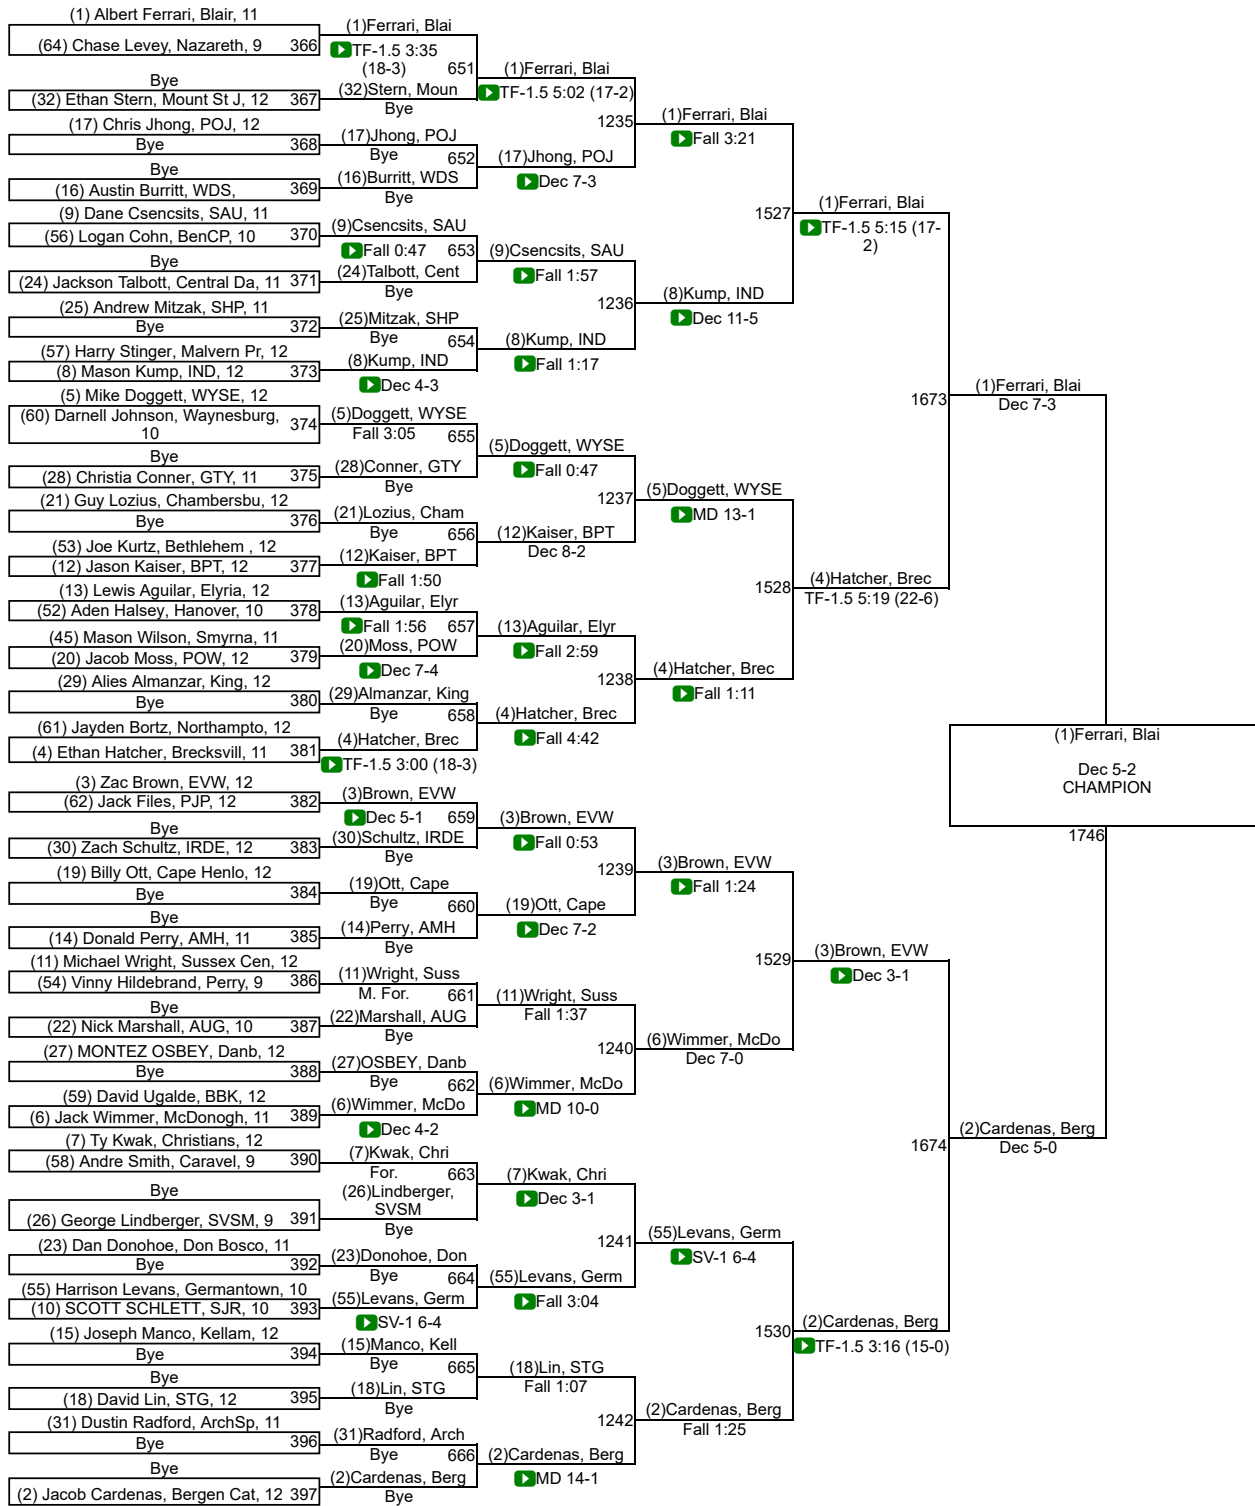 (1) Albert Ferrari, Blair, 11
(64) Chase Levey, Nazareth, 9 366
Bye
(32) Ethan Stern, Mount St J, 12 367
(17) Chris Jhong, POJ, 12
Bye 368
Bye
(16) Austin Burritt, WDS, 369
(9) Dane Csencsits, SAU, 11
(56) Logan Cohn, BenCP, 10 370
Bye
(24) Jackson Talbott, Central Da, 11 371
(25) Andrew Mitzak, SHP, 11
Bye 372
(57) Harry Stinger, Malvern Pr, 12
(8) Mason Kump, IND, 12 373
(5) Mike Doggett, WYSE, 12
(60) Darnell Johnson, Waynesburg,
10 374
Bye
(28) Christia Conner, GTY, 11 375
(21) Guy Lozius, Chambersbu, 12
Bye 376
(53) Joe Kurtz, Bethlehem , 12
(12) Jason Kaiser, BPT, 12 377
(13) Lewis Aguilar, Elyria, 12
(52) Aden Halsey, Hanover, 10 378
(45) Mason Wilson, Smyrna, 11
(20) Jacob Moss, POW, 12 379
(29) Alies Almanzar, King, 12
Bye 380
(61) Jayden Bortz, Northampto, 12
(4) Ethan Hatcher, Brecksvill, 11 381
(3) Zac Brown, EVW, 12
(62) Jack Files, PJP, 12 382
Bye
(30) Zach Schultz, IRDE, 12 383
(19) Billy Ott, Cape Henlo, 12
Bye 384
Bye
(14) Donald Perry, AMH, 11 385
(11) Michael Wright, Sussex Cen, 12
(54) Vinny Hildebrand, Perry, 9 386
Bye
(22) Nick Marshall, AUG, 10 387
(27) MONTEZ OSBEY, Danb, 12
Bye 388
(59) David Ugalde, BBK, 12
(6) Jack Wimmer, McDonogh, 11 389
(7) Ty Kwak, Christians, 12
(58) Andre Smith, Caravel, 9 390
Bye
(26) George Lindberger, SVSM, 9 391
(23) Dan Donohoe, Don Bosco, 11
Bye 392
(55) Harrison Levans, Germantown, 10
(10) SCOTT SCHLETT, SJR, 10 393
(15) Joseph Manco, Kellam, 12
Bye 394
Bye
(18) David Lin, STG, 12 395
(31) Dustin Radford, ArchSp, 11
Bye 396
Bye
(2) Jacob Cardenas, Bergen Cat, 12 397
(1)Ferrari, Blai
TF-1.5 3:35
(18-3) 651
(32)Stern, Moun
Bye
(17)Jhong, POJ
Bye 652
(16)Burritt, WDS
Bye
(9)Csencsits, SAU
Fall 0:47 653
(24)Talbott, Cent
Bye
(25)Mitzak, SHP
Bye 654
(8)Kump, IND
Dec 4-3
(5)Doggett, WYSE
Fall 3:05 655
(28)Conner, GTY
Bye
(21)Lozius, Cham
Bye 656
(12)Kaiser, BPT
Fall 1:50
(13)Aguilar, Elyr
Fall 1:56 657
(20)Moss, POW
Dec 7-4
(29)Almanzar, King
Bye 658
(4)Hatcher, Brec
TF-1.5 3:00 (18-3)
(3)Brown, EVW
Dec 5-1 659
(30)Schultz, IRDE
Bye
(19)Ott, Cape
Bye 660
(14)Perry, AMH
Bye
(11)Wright, Suss
M. For. 661
(22)Marshall, AUG
Bye
(27)OSBEY, Danb
Bye 662
(6)Wimmer, McDo
Dec 4-2
(7)Kwak, Chri
For. 663
(26)Lindberger,
SVSM
Bye
(23)Donohoe, Don
Bye 664
(55)Levans, Germ
SV-1 6-4
(15)Manco, Kell
Bye 665
(18)Lin, STG
Bye
(31)Radford, Arch
Bye 666
(2)Cardenas, Berg
Bye
(1)Ferrari, Blai
TF-1.5 5:02 (17-2)
1235
(17)Jhong, POJ
Dec 7-3
(9)Csencsits, SAU
Fall 1:57
1236
(8)Kump, IND
Fall 1:17
(5)Doggett, WYSE
Fall 0:47
1237
(12)Kaiser, BPT
Dec 8-2
(13)Aguilar, Elyr
Fall 2:59
1238
(4)Hatcher, Brec
Fall 4:42
(3)Brown, EVW
Fall 0:53
1239
(19)Ott, Cape
Dec 7-2
(11)Wright, Suss
Fall 1:37
1240
(6)Wimmer, McDo
MD 10-0
(7)Kwak, Chri
Dec 3-1
1241
(55)Levans, Germ
Fall 3:04
(18)Lin, STG
Fall 1:07
1242
(2)Cardenas, Berg
MD 14-1
(1)Ferrari, Blai
Fall 3:21
1527
(8)Kump, IND
Dec 11-5
(5)Doggett, WYSE
MD 13-1
1528
(4)Hatcher, Brec
Fall 1:11
(3)Brown, EVW
Fall 1:24
1529
(6)Wimmer, McDo
Dec 7-0
(55)Levans, Germ
SV-1 6-4
1530
(2)Cardenas, Berg
Fall 1:25
(1)Ferrari, Blai
TF-1.5 5:15 (17-
2)
1673
(4)Hatcher, Brec
TF-1.5 5:19 (22-6)
(3)Brown, EVW
Dec 3-1
1674
(2)Cardenas, Berg
TF-1.5 3:16 (15-0)
(1)Ferrari, Blai
Dec 7-3
(2)Cardenas, Berg
Dec 5-0
(1)Ferrari, Blai
Dec 5-2
CHAMPION
1746